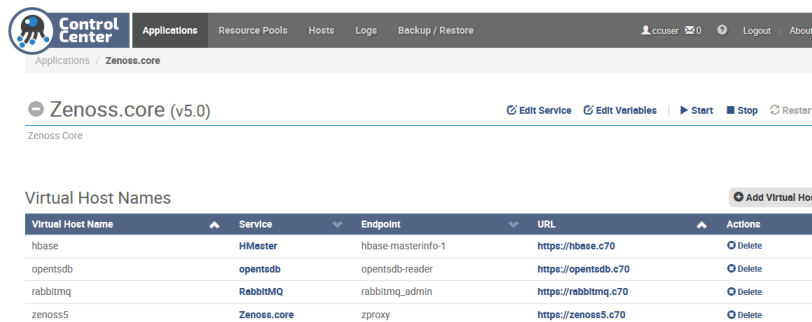 Control Center Applications Resource Pools Hosts Logs Backup / Restore ccuser 0 Logout About
Applications / Zenoss.core
Zenoss.core (v5.0) Edit Service Edit Variables Start Stop Restar
Zenoss Core
Virtual Host Names Add Virtual Hos
Virtual Host Name Service Endpoint URL Actions
hbase HMaster hbase-masterinfo-1 https://hbase.c70 Delete
opentsdb opentsdb opentsdb-reader https://opentsdb.c70 Delete
rabbitmq RabbitMQ rabbitmq_admin https://rabbitmq.c70 Delete
zenoss5 Zenoss.core zproxy https://zenoss5.c70 Delete